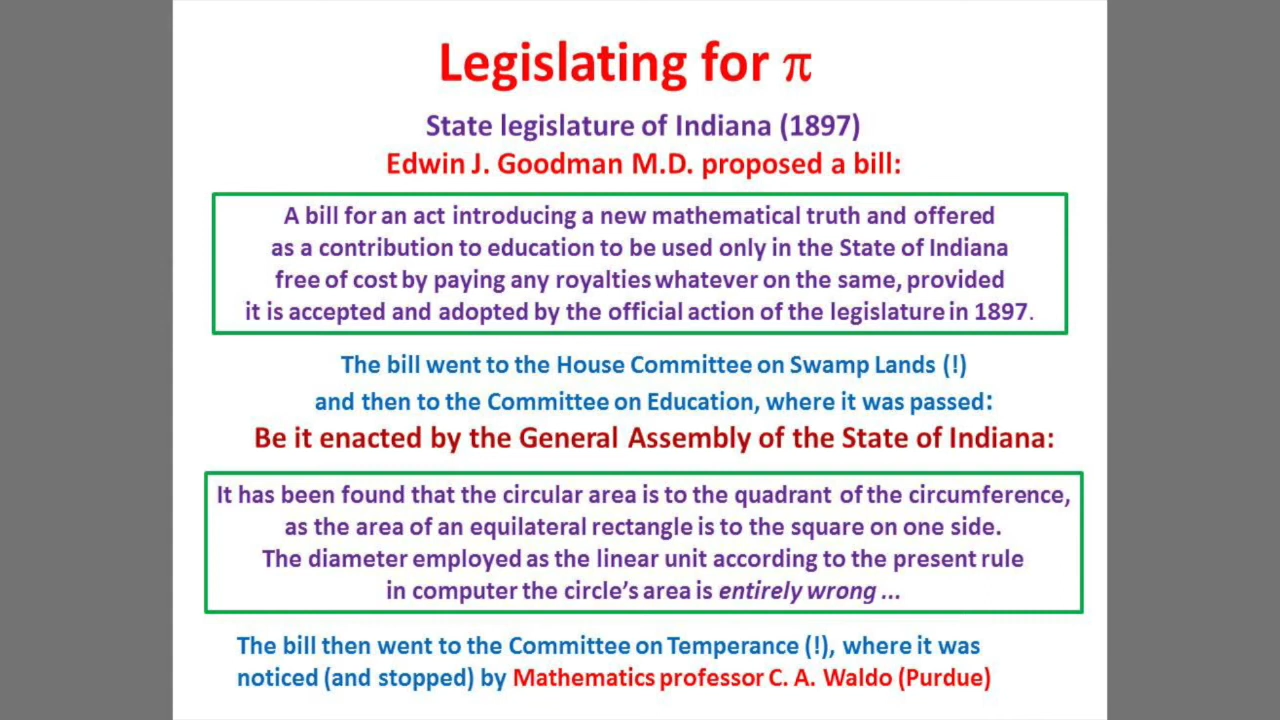 Legislating for π
State legislature of Indiana (1897)
Edwin J. Goodman M.D. proposed a bill:
A bill for an act introducing a new mathematical truth and offered
as a contribution to education to be used only in the State of Indiana
free of cost by paying any royalties whatever on the same, provided
it is accepted and adopted by the official action of the legislature in 1897.
The bill went to the House Committee on Swamp Lands (!)
and then to the Committee on Education, where it was passed:
Be it enacted by the General Assembly of the State of Indiana:
It has been found that the circular area is to the quadrant of the circumference,
as the area of an equilateral rectangle is to the square on one side.
The diameter employed as the linear unit according to the present rule
in computer the circle's area is entirely wrong ...
The bill then went to the Committee on Temperance (!), where it was
noticed (and stopped) by Mathematics professor C. A. Waldo (Purdue)